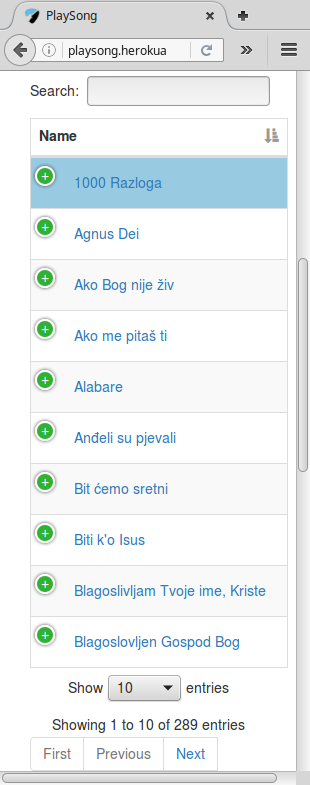 PlaySong
playsong.herokua
Search:
Name
1000 Razloga
Agnus Dei
Ako Bog nije živ
Ako me pitaš ti
Alabare
Anđeli su pjevali
Bit ćemo sretni
Biti k'o Isus
Blagoslivljam Tvoje ime, Kriste
Blagoslovljen Gospod Bog
Show 10 entries
Showing 1 to 10 of 289 entries
First Previous Next